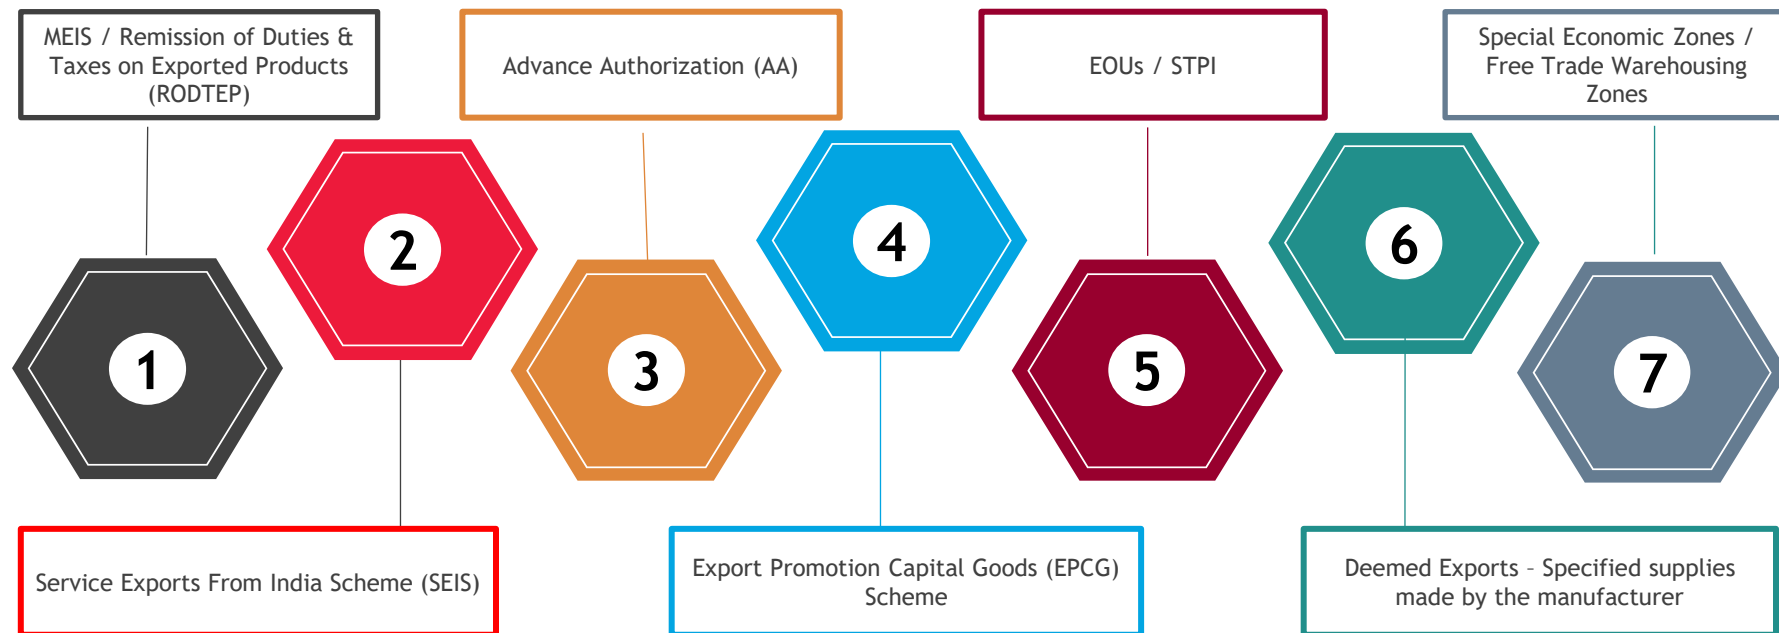 MEIS / Remission of Duties &
Taxes on Exported Products
(RODTEP)
Advance Authorization (AA)
EOUs / STPI
Special Economic Zones /
Free Trade Warehousing
Zones
1
2
3
4
5
6
7
Service Exports From India Scheme (SEIS)
Export Promotion Capital Goods (EPCG)
Scheme
Deemed Exports – Specified supplies
made by the manufacturer